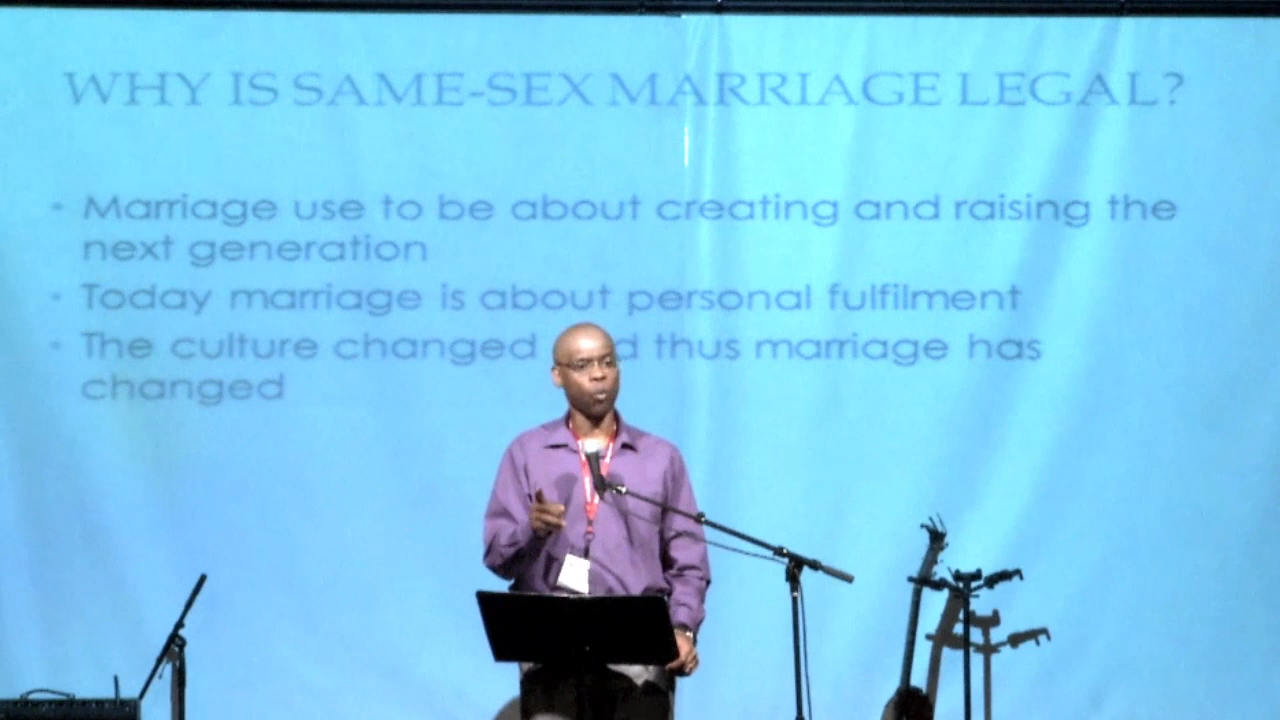 WHY IS SAME-SEX MARRIAGE LEGAL?
• Marriage use to be about creating and raising the
next generation
• Today marriage is about personal fulfilment
• The culture changed d thus marriage has
changed